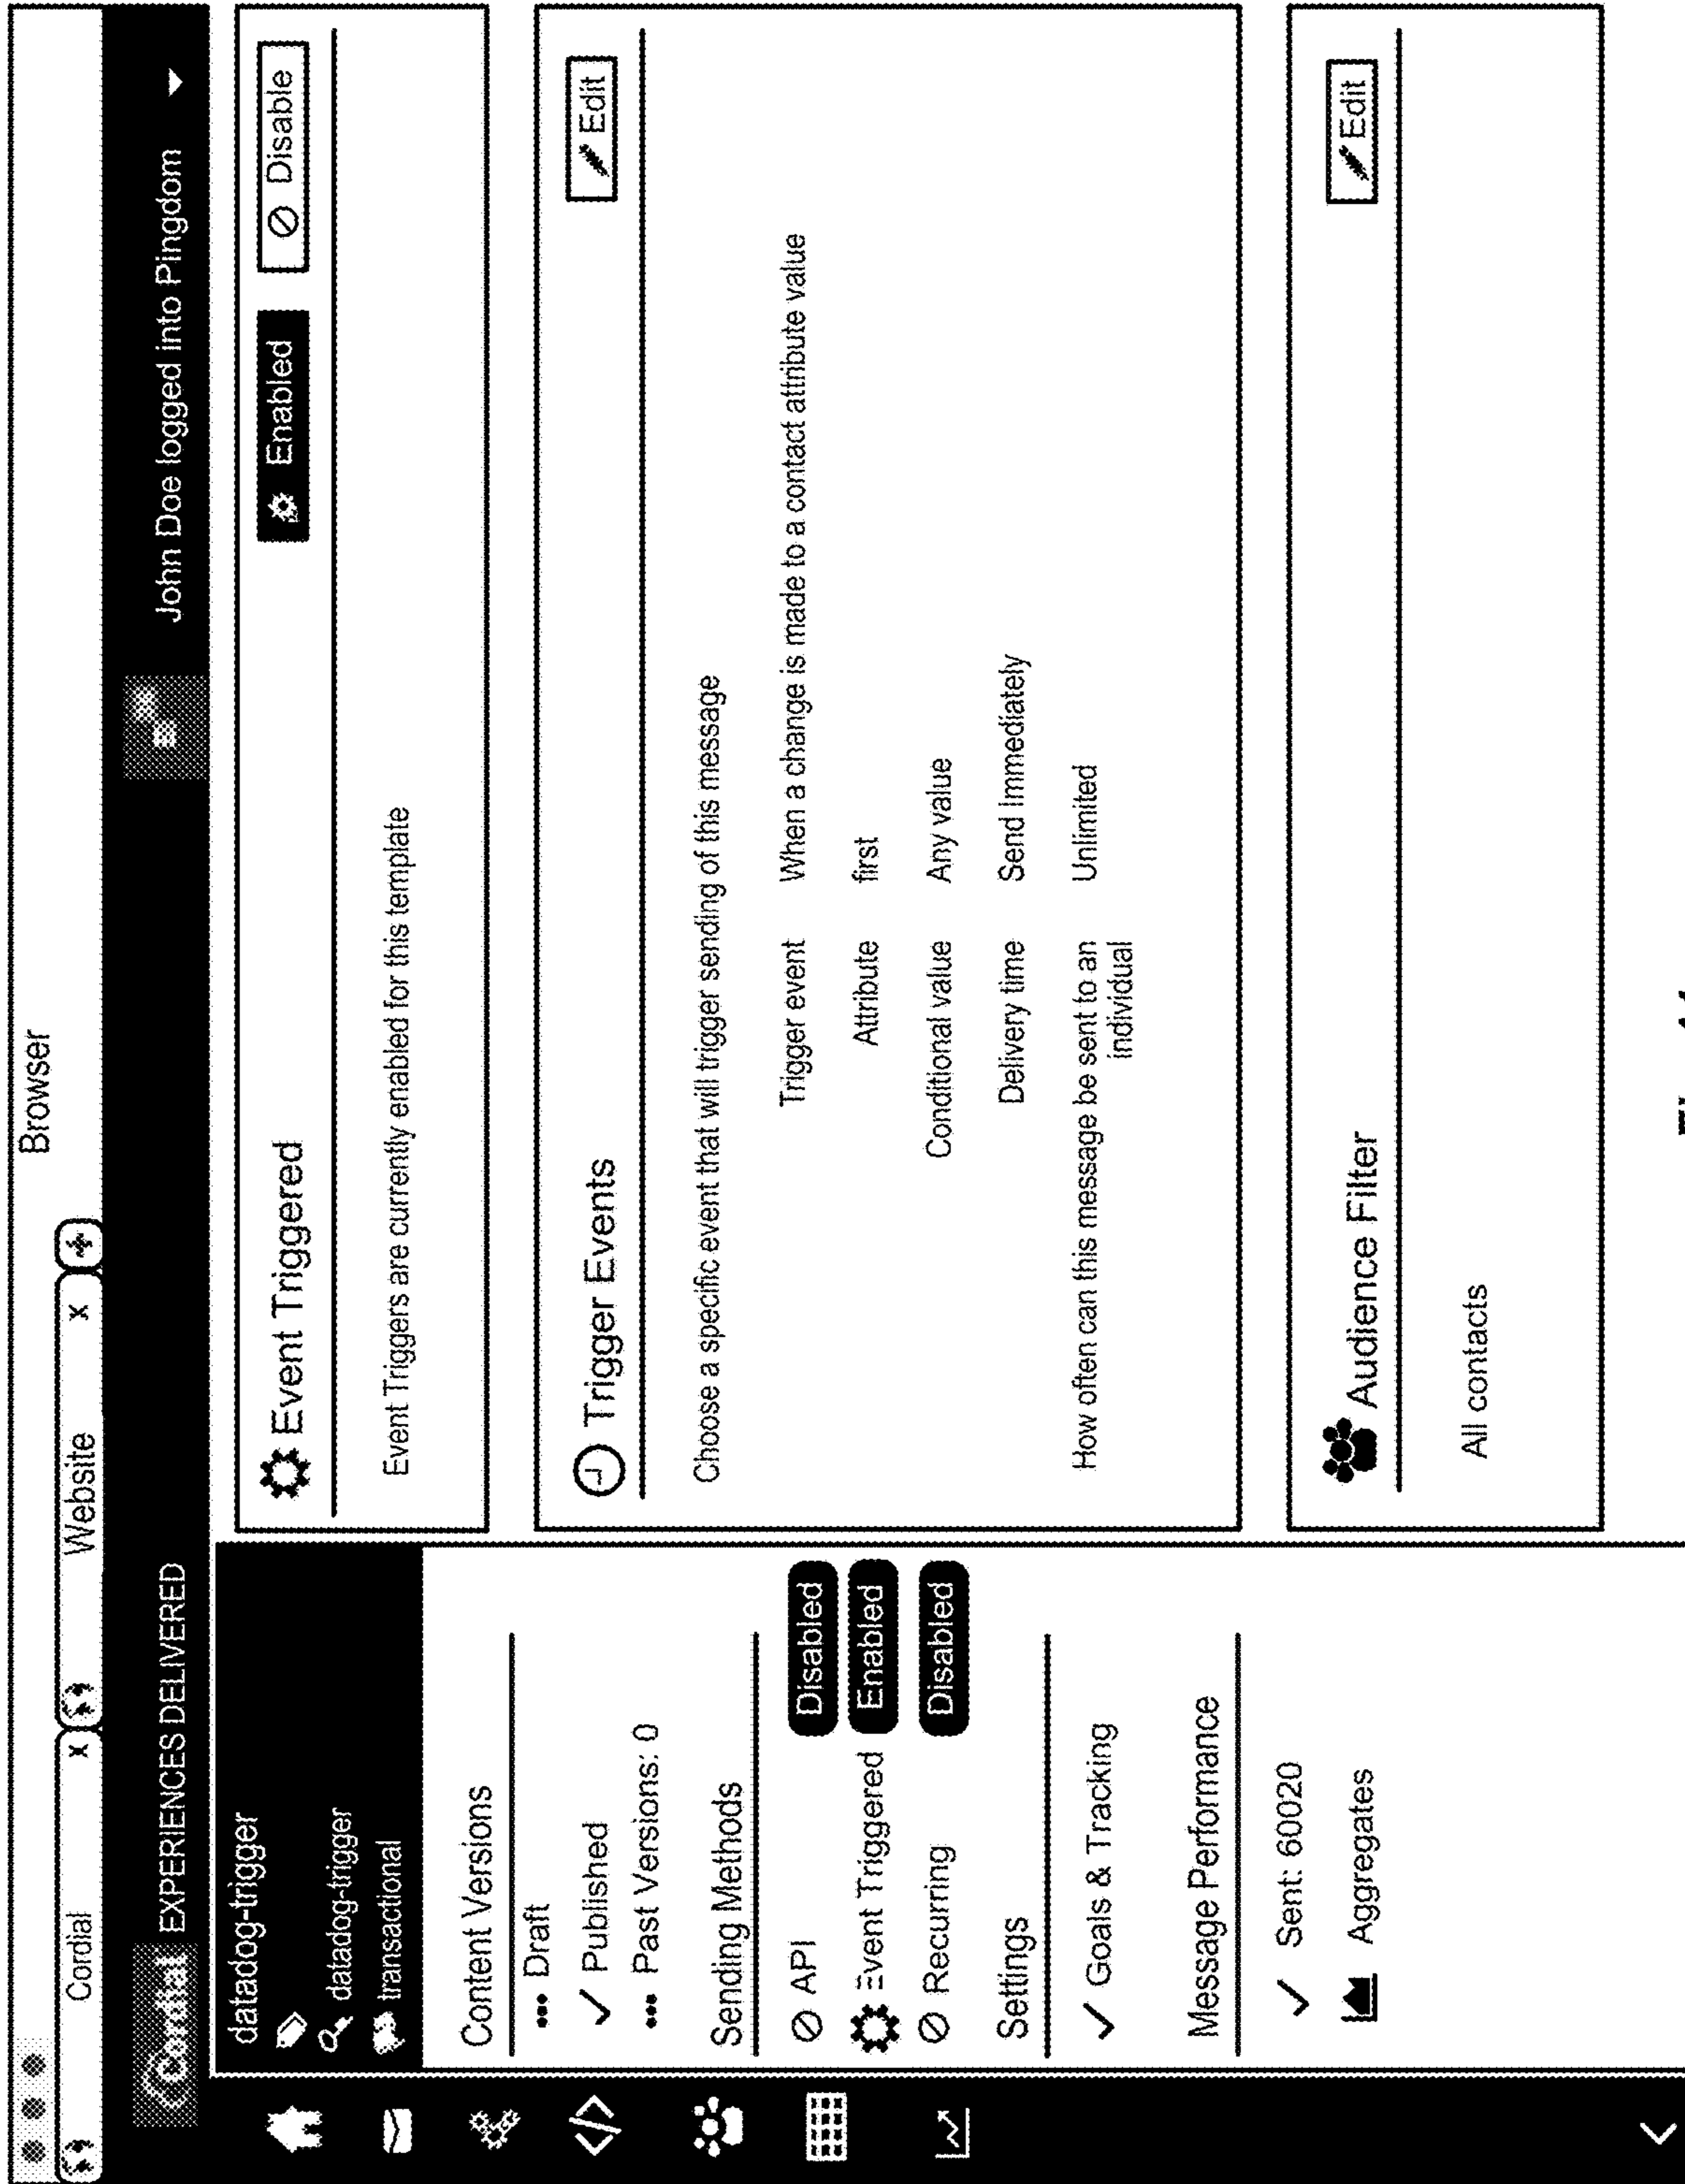 Browser
Cordial x
Website x
Cordial EXPERIENCES DELIVERED
John Doe logged into Pingdom
datadog-trigger
datadog-trigger
transactional
Content Versions
Draft
Published
Past Versions: 0
Sending Methods
API Disabled
Event Triggered Enabled
Recurring Disabled
Settings
Goals & Tracking
Message Performance
Sent: 60020
Aggregates
Event Triggered Enabled Disable
Event Triggers are currently enabled for this template
Trigger Events Edit
Choose a specific event that will trigger sending of this message
Trigger event When a change is made to a contact attribute value
Attribute first
Conditional value Any value
Delivery time Send Immediately
How often can this message be sent to an Unlimited
individual
Audience Filter Edit
All contacts